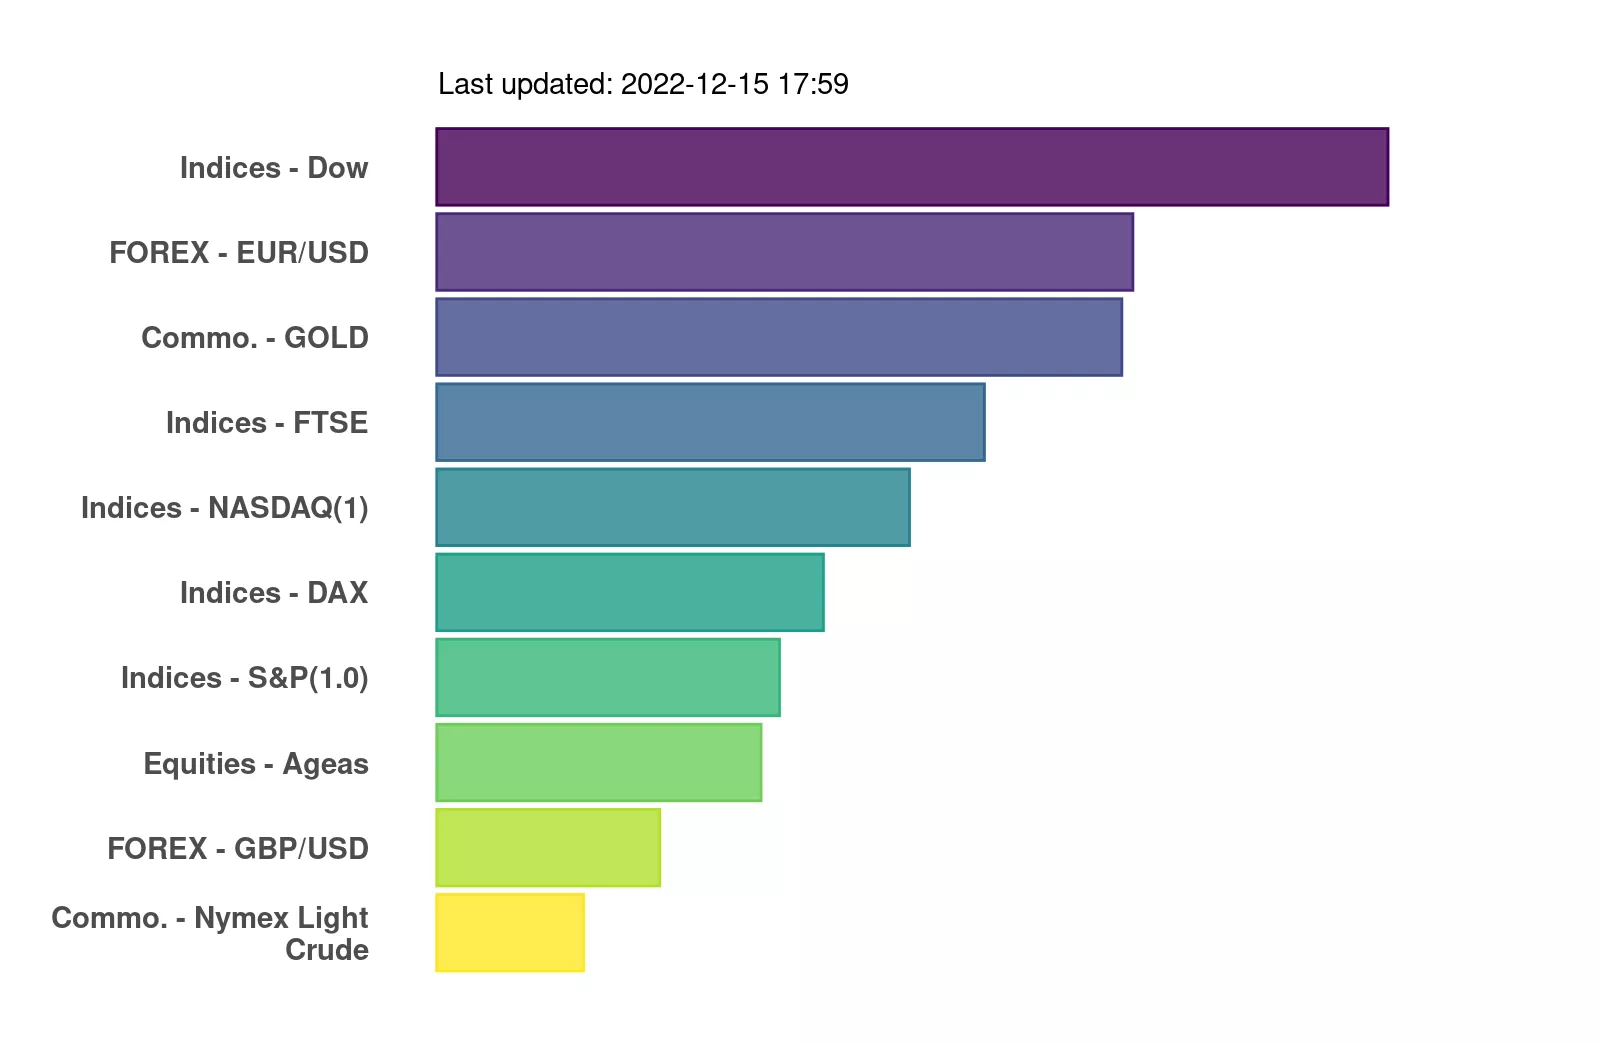 Last updated: 2022-12-15 17:59
Indices - Dow
FOREX - EUR/USD
Commo. - GOLD
Indices - FTSE
Indices - NASDAQ(1)
Indices - DAX
Indices - S&P(1.0)
Equities - Ageas
FOREX - GBP/USD
Commo. - Nymex Light
Crude